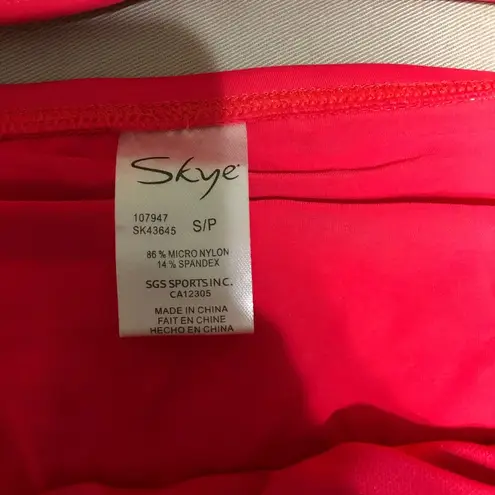 Skye
107947
SK43645 S/P
86 % MICRO NYLON
14 % SPANDEX
SGS SPORTS INC.
CA12305
MADE IN CHINA
FAIT EN CHINE
HECHO EN CHINA